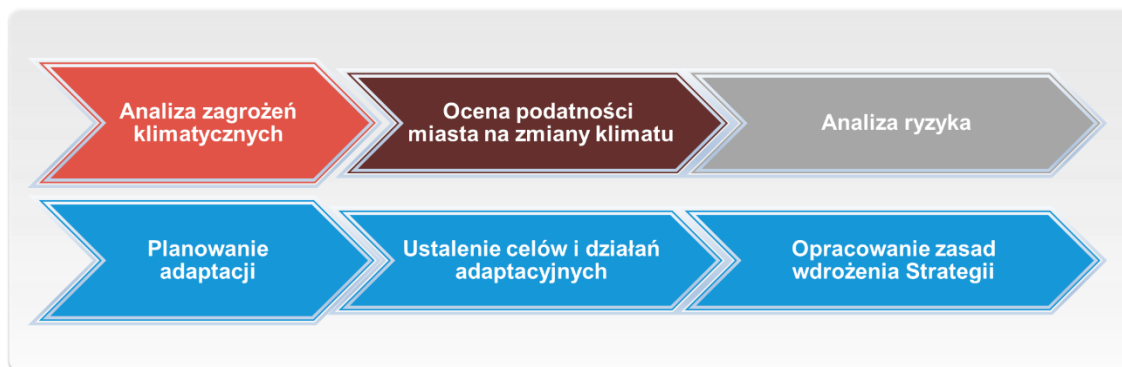 Analiza zagrożeń
klimatycznych
Ocena podatności
miasta na zmiany klimatu
Analiza ryzyka
Planowanie
adaptacji
Ustalenie celów i działań
adaptacyjnych
Opracowanie zasad
wdrożenia Strategii